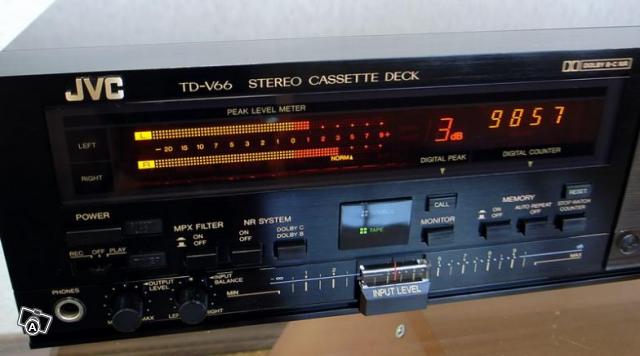 JVC
TD-V66 STEREO CASSETTE DECK
DOLBY B-C NR
PEAK LEVEL METER
LEFT
L
- 20 15 10 7 5 3 1 0 1 3 5 7 9+
R
NORM▲
RIGHT
3 dB
9857
DIGITAL PEAK
DIGITAL COUNTER
POWER
MPX FILTER
ON
OFF
NR SYSTEM
ON
OFF
DOLBY C
DOLBY B
SOURCE
TAPE
CALL
MONITOR
MEMORY
ON
OFF
AUTO REPEAT
OFF
RESET
STOP WATCH
COUNTER
REC OFF PLAY
PHONES
OUTPUT
LEVEL
INPUT
BALANCE
MAX
RIGHT
MIN
1 2
INPUT LEVEL
MAX
A